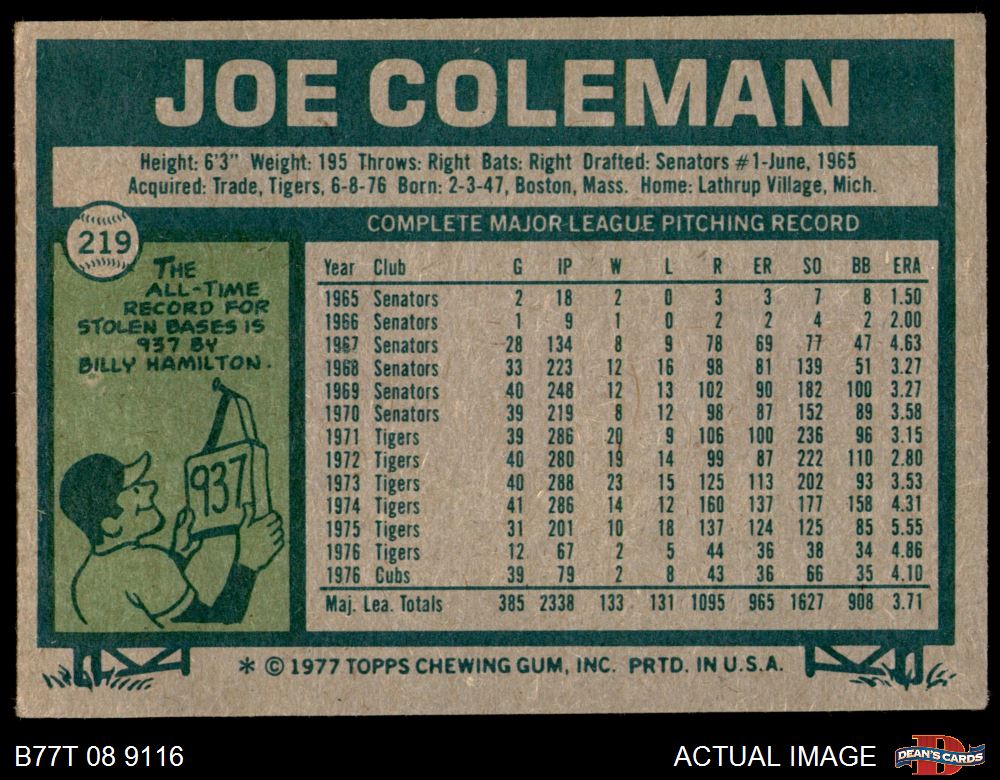 JOE COLEMAN
Height: 6'3" Weight: 195 Throws: Right Bats: Right Drafted: Senators #1-June, 1965
Acquired: Trade, Tigers, 6-8-76 Born: 2-3-47, Boston, Mass. Home: Lathrup Village, Mich.
219
THE
ALL-TIME
RECORD FOR
STOLEN BASES IS
937 BY
BILLY HAMILTON.
937
COMPLETE MAJOR LEAGUE PITCHING RECORD
Year Club G IP W L R ER SO BB ERA
1965 Senators 2 18 2 0 3 3 7 8 1.50
1966 Senators 1 9 1 0 2 2 4 2 2.00
1967 Senators 28 134 8 9 78 69 77 47 4.63
1968 Senators 33 223 12 16 98 81 139 51 3.27
1969 Senators 40 248 12 13 102 90 182 100 3.27
1970 Senators 39 219 8 12 98 87 152 89 3.58
1971 Tigers 39 286 20 9 106 100 236 96 3.15
1972 Tigers 40 280 19 14 99 87 222 110 2.80
1973 Tigers 40 288 23 15 125 113 202 93 3.53
1974 Tigers 41 286 14 12 160 137 177 158 4.31
1975 Tigers 31 201 10 18 137 124 125 85 5.55
1976 Tigers 12 67 2 5 44 36 38 34 4.86
1976 Cubs 39 79 2 8 43 36 66 35 4.10
Maj. Lea. Totals 385 2338 133 131 1095 965 1627 908 3.71
* © 1977 TOPPS CHEWING GUM, INC. PRTD. IN U.S.A.
B77T 08 9116
ACTUAL IMAGE
D
DEAN'S CARDS